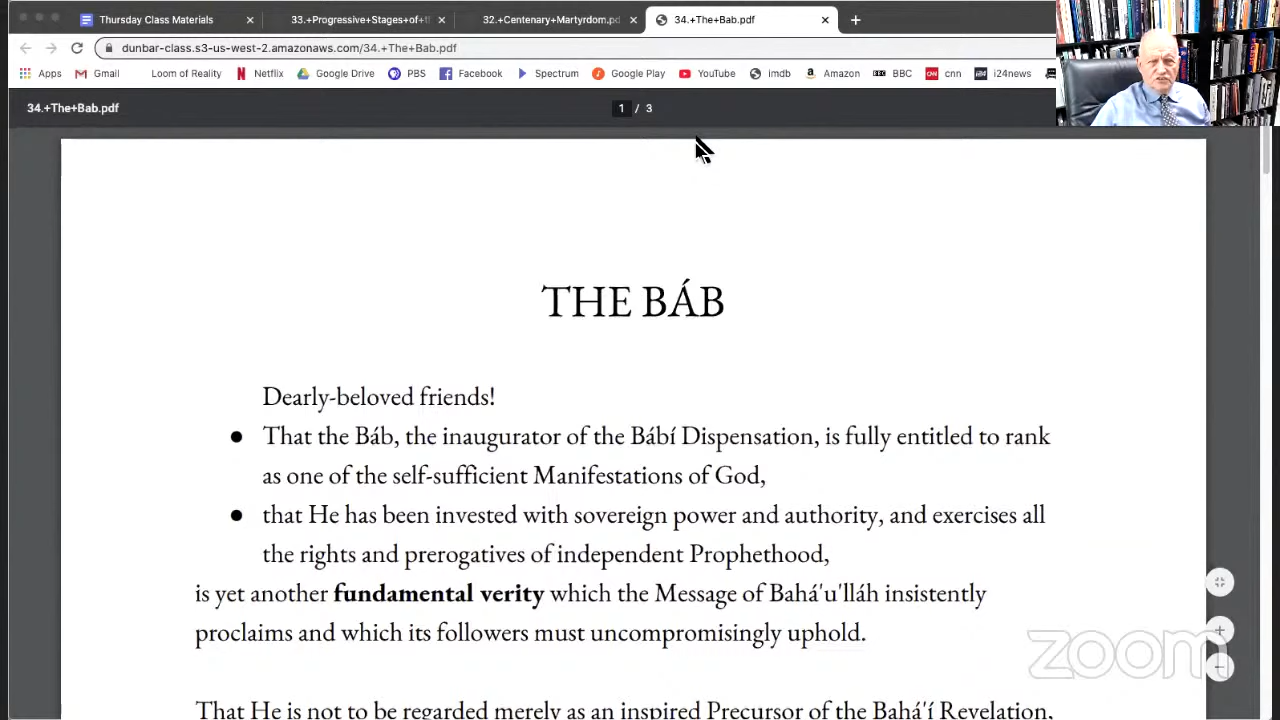 Thursday Class Materials
33.+Progressive+Stages+of+t
32.+Centenary+Martyrdom.pd
34.+The+Bab.pdf
dunbar-class.s3-us-west-2.amazonaws.com/34.+The+Bab.pdf
Apps Gmail Loom of Reality Netflix Google Drive PBS Facebook Spectrum Google Play YouTube imdb Amazon BBC cnn i24news
34.+The+Bab.pdf 1 / 3
THE BÁB
Dearly-beloved friends!
● That the Báb, the inaugurator of the Bábí Dispensation, is fully entitled to rank
as one of the self-sufficient Manifestations of God,
● that He has been invested with sovereign power and authority, and exercises all
the rights and prerogatives of independent Prophethood,
is yet another fundamental verity which the Message of Bahá'u'lláh insistently
proclaims and which its followers must uncompromisingly uphold.
zoom
That He is not to be regarded merely as an inspired Precursor of the Bahá'í Revelation,